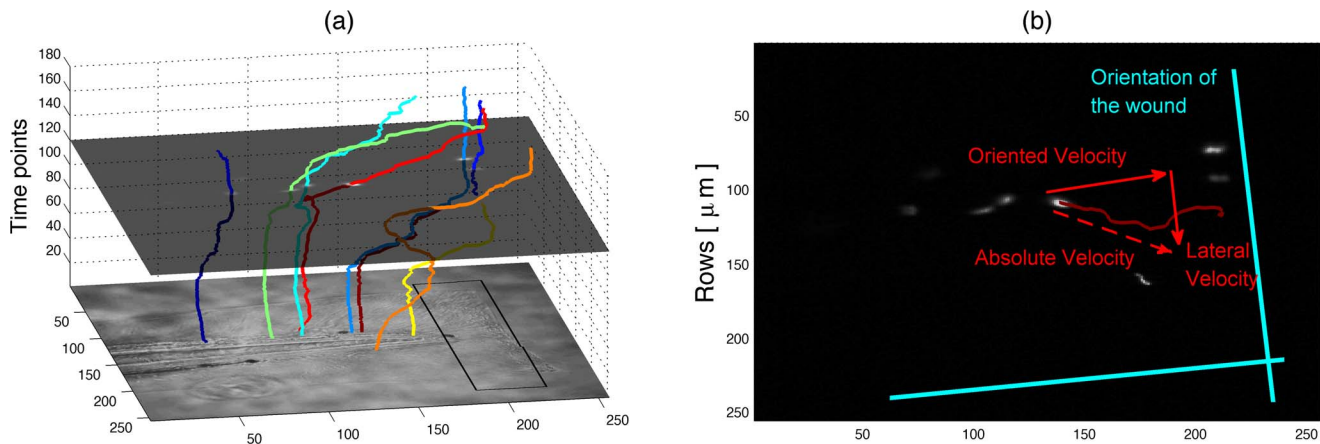 (a)
180
160
140
120
100
80
60
40
20
Time points
50
100
150
200
250
50
100
150
200
250
(b)
Orientation of
the wound
Oriented Velocity
Absolute Velocity
Lateral
Velocity
Rows [ μ m ]
50
100
150
200
250
50
100
150
200
250